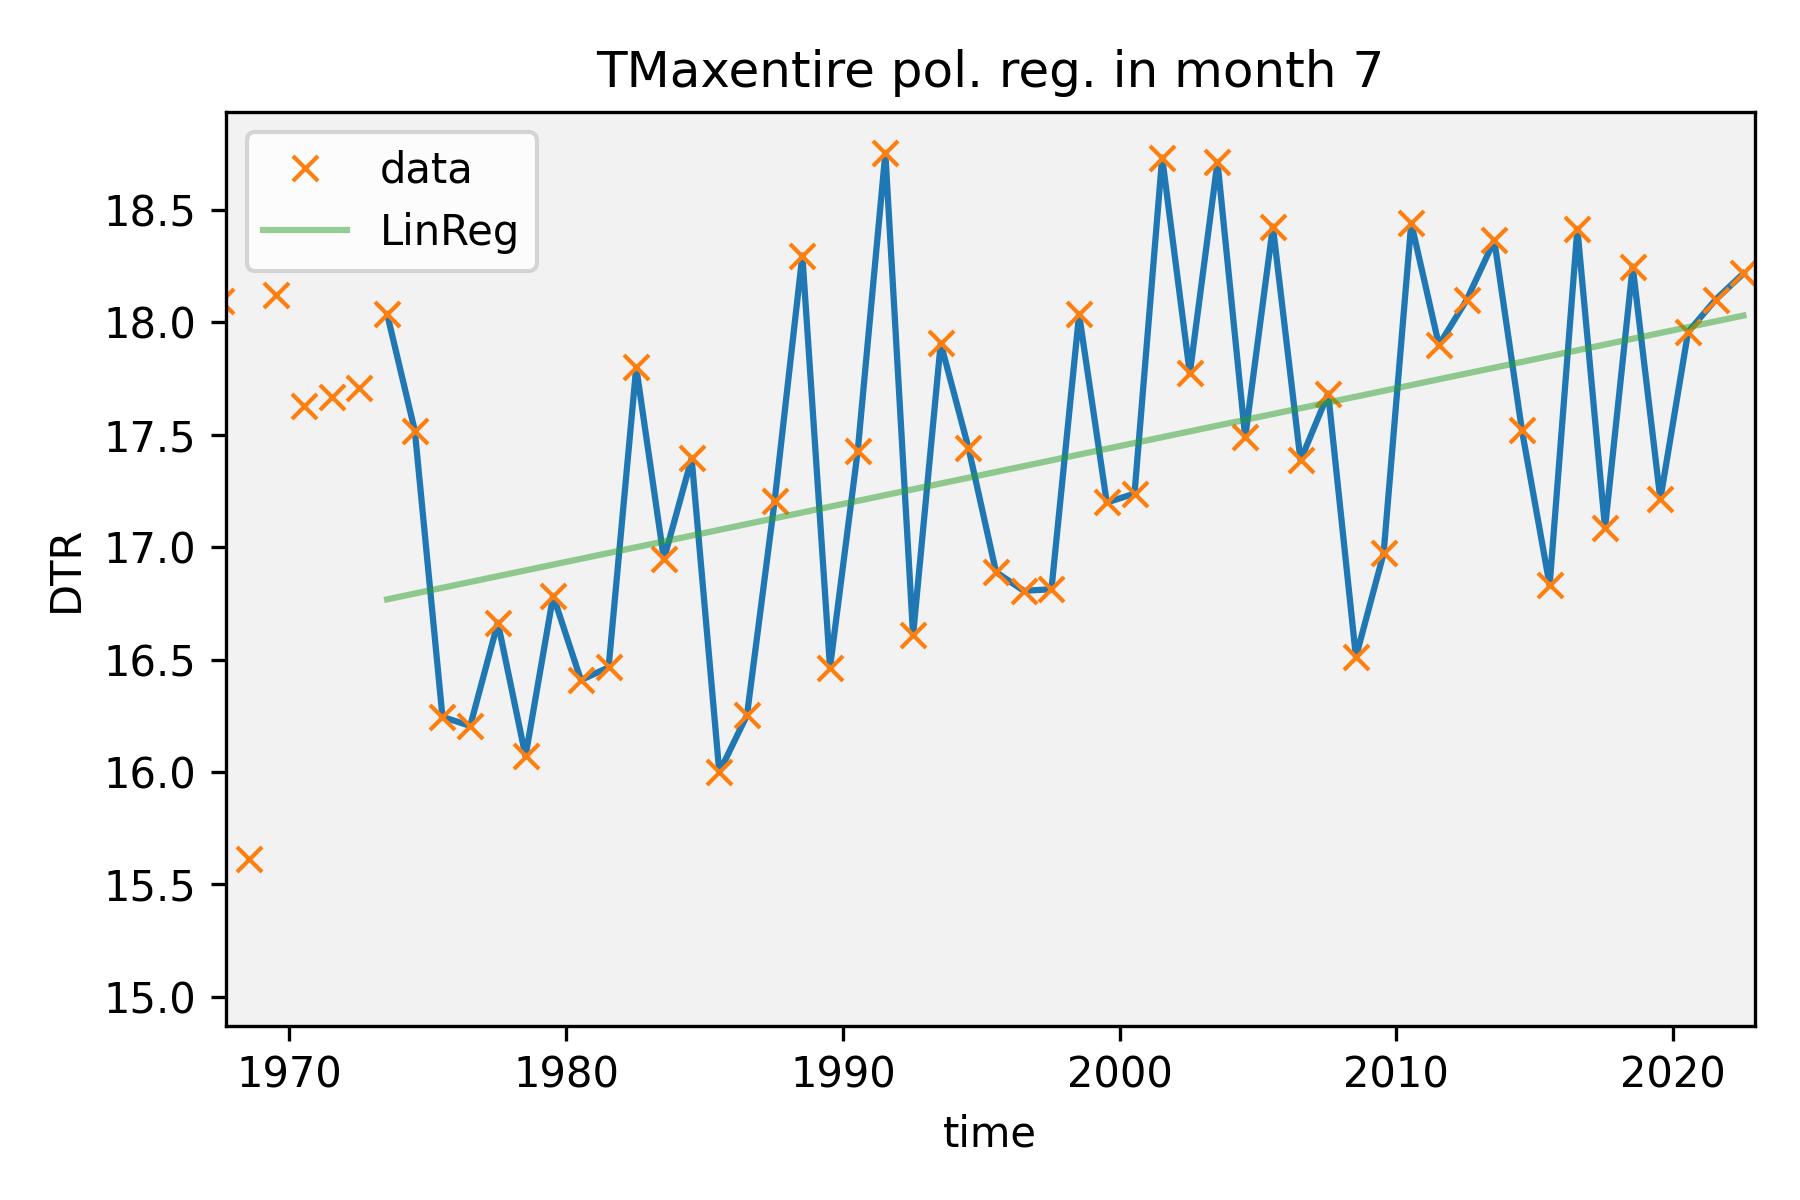 TMaxentire pol. reg. in month 7
data
LinReg
18.5
18.0
17.5
17.0
16.5
16.0
15.5
15.0
DTR
1970 1980 1990 2000 2010 2020
time